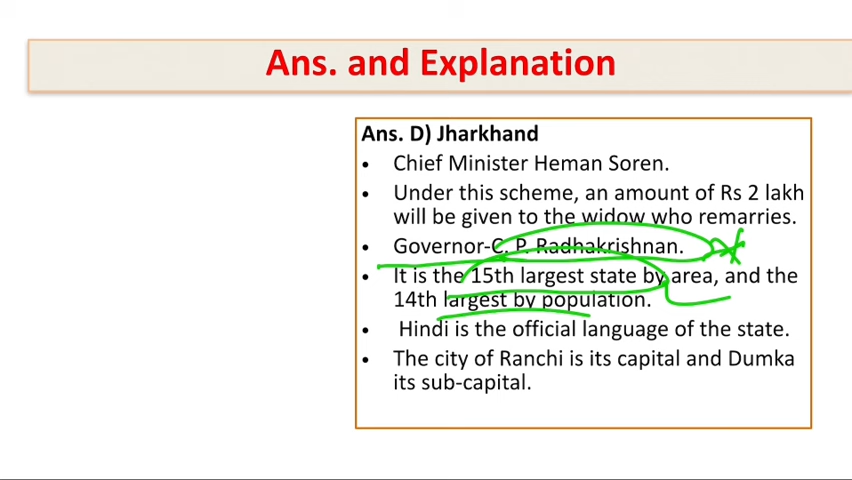 Ans. and Explanation
Ans. D) Jharkhand
• Chief Minister Heman Soren.
• Under this scheme, an amount of Rs 2 lakh
will be given to the widow who remarries.
• Governor-C. P. Radhakrishnan.
• It is the 15th largest state by area, and the
14th largest by population.
• Hindi is the official language of the state.
• The city of Ranchi is its capital and Dumka
its sub-capital.